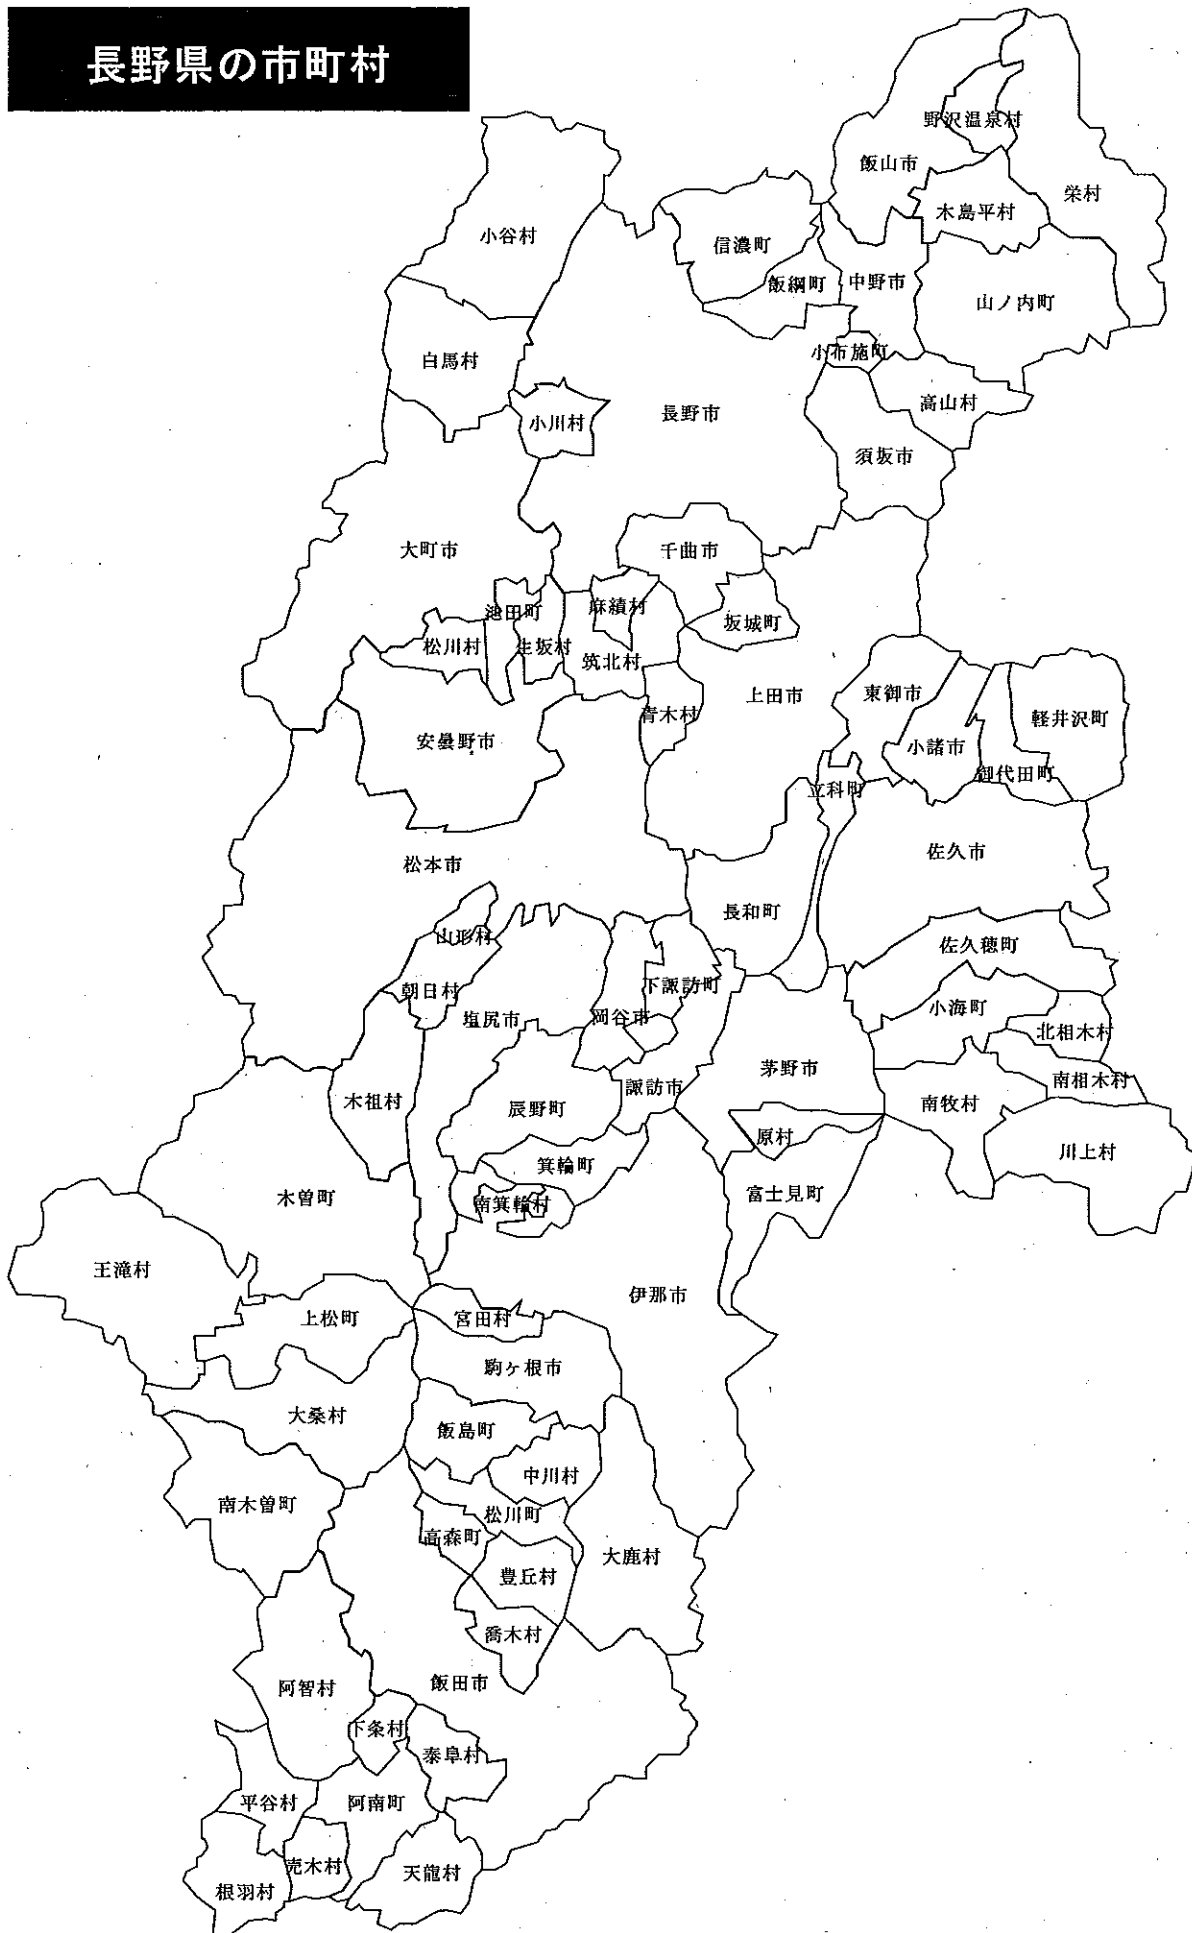 長野県の市町村
野沢温泉村
飯山市
栄村
木島平村
小谷村
信濃町
飯綱町
中野市
山ノ内町
小布施町
白馬村
高山村
長野市
小川村
須坂市
大町市
千曲市
池田町
麻績村
坂城町
松川村
生坂村
筑北村
上田市
東御市
青木村
軽井沢町
安曇野市
小諸市
御代田町
立科町
佐久市
松本市
長和町
山形村
佐久穂町
朝日村
下諏訪町
小海町
塩尻市
岡谷市
北相木村
茅野市
南相木村
諏訪市
木祖村
辰野町
南牧村
原村
川上村
箕輪町
木曽町
南箕輪村
富士見町
王滝村
伊那市
上松町
宮田村
駒ヶ根市
大桑村
飯島町
中川村
南木曽町
松川町
高森町
大鹿村
豊丘村
喬木村
飯田市
阿智村
下条村
泰阜村
平谷村
阿南町
売木村
天龍村
根羽村